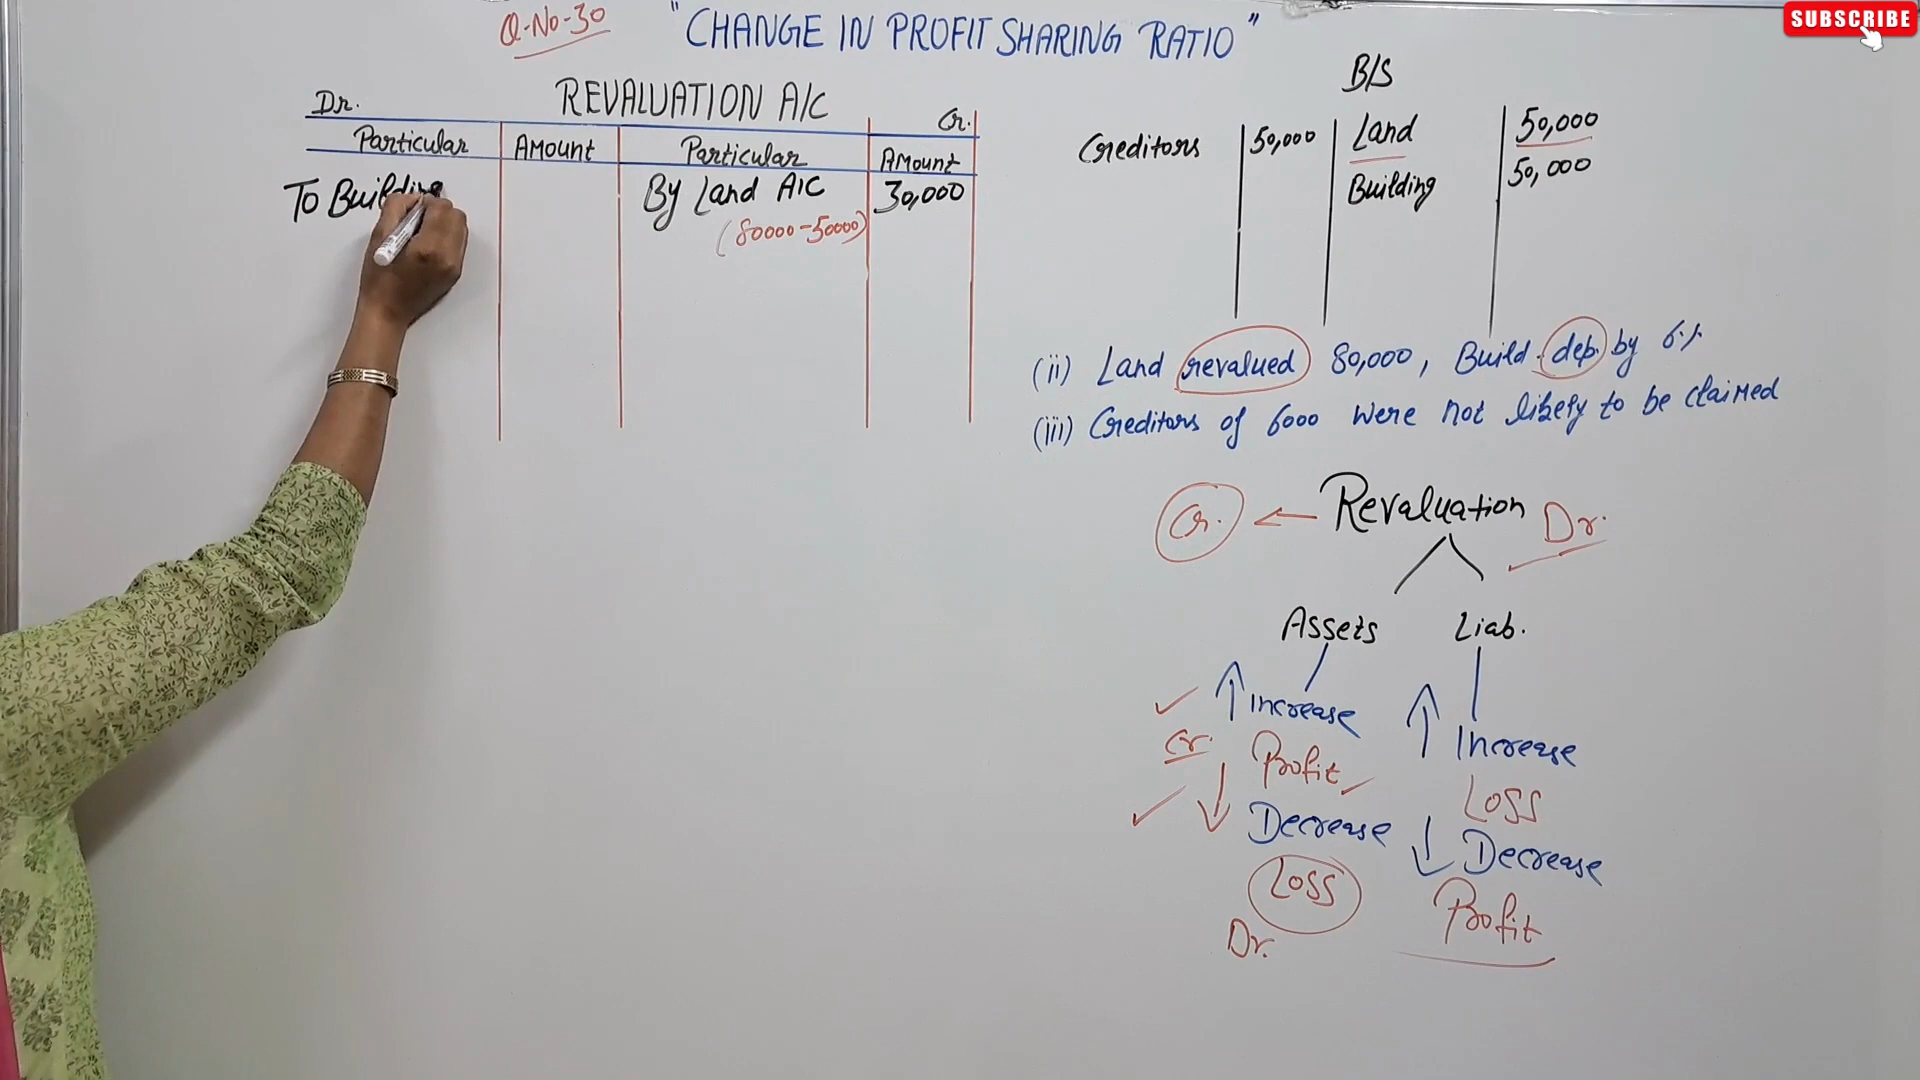 SUBSCRIBE
Q-No-30
"CHANGE IN PROFIT SHARING RATIO"
Dr.
REVALUATION A/C
Cr.
Particular AMount Particular AMount
To Building By Land A/C 30,000
(80000-50000)
B/S
Creditors 50,000 Land 50,000
Building 50,000
(ii) Land revalued 80,000, Build. dep. by 6%
(iii) Creditors of 6000 were not likely to be claimed
Cr. ← Revaluation Dr.
Assets Liab.
↑ Increase ↑ Increase
Cr. Profit Loss
↓ Decrease ↓ Decrease
Loss Profit
Dr.